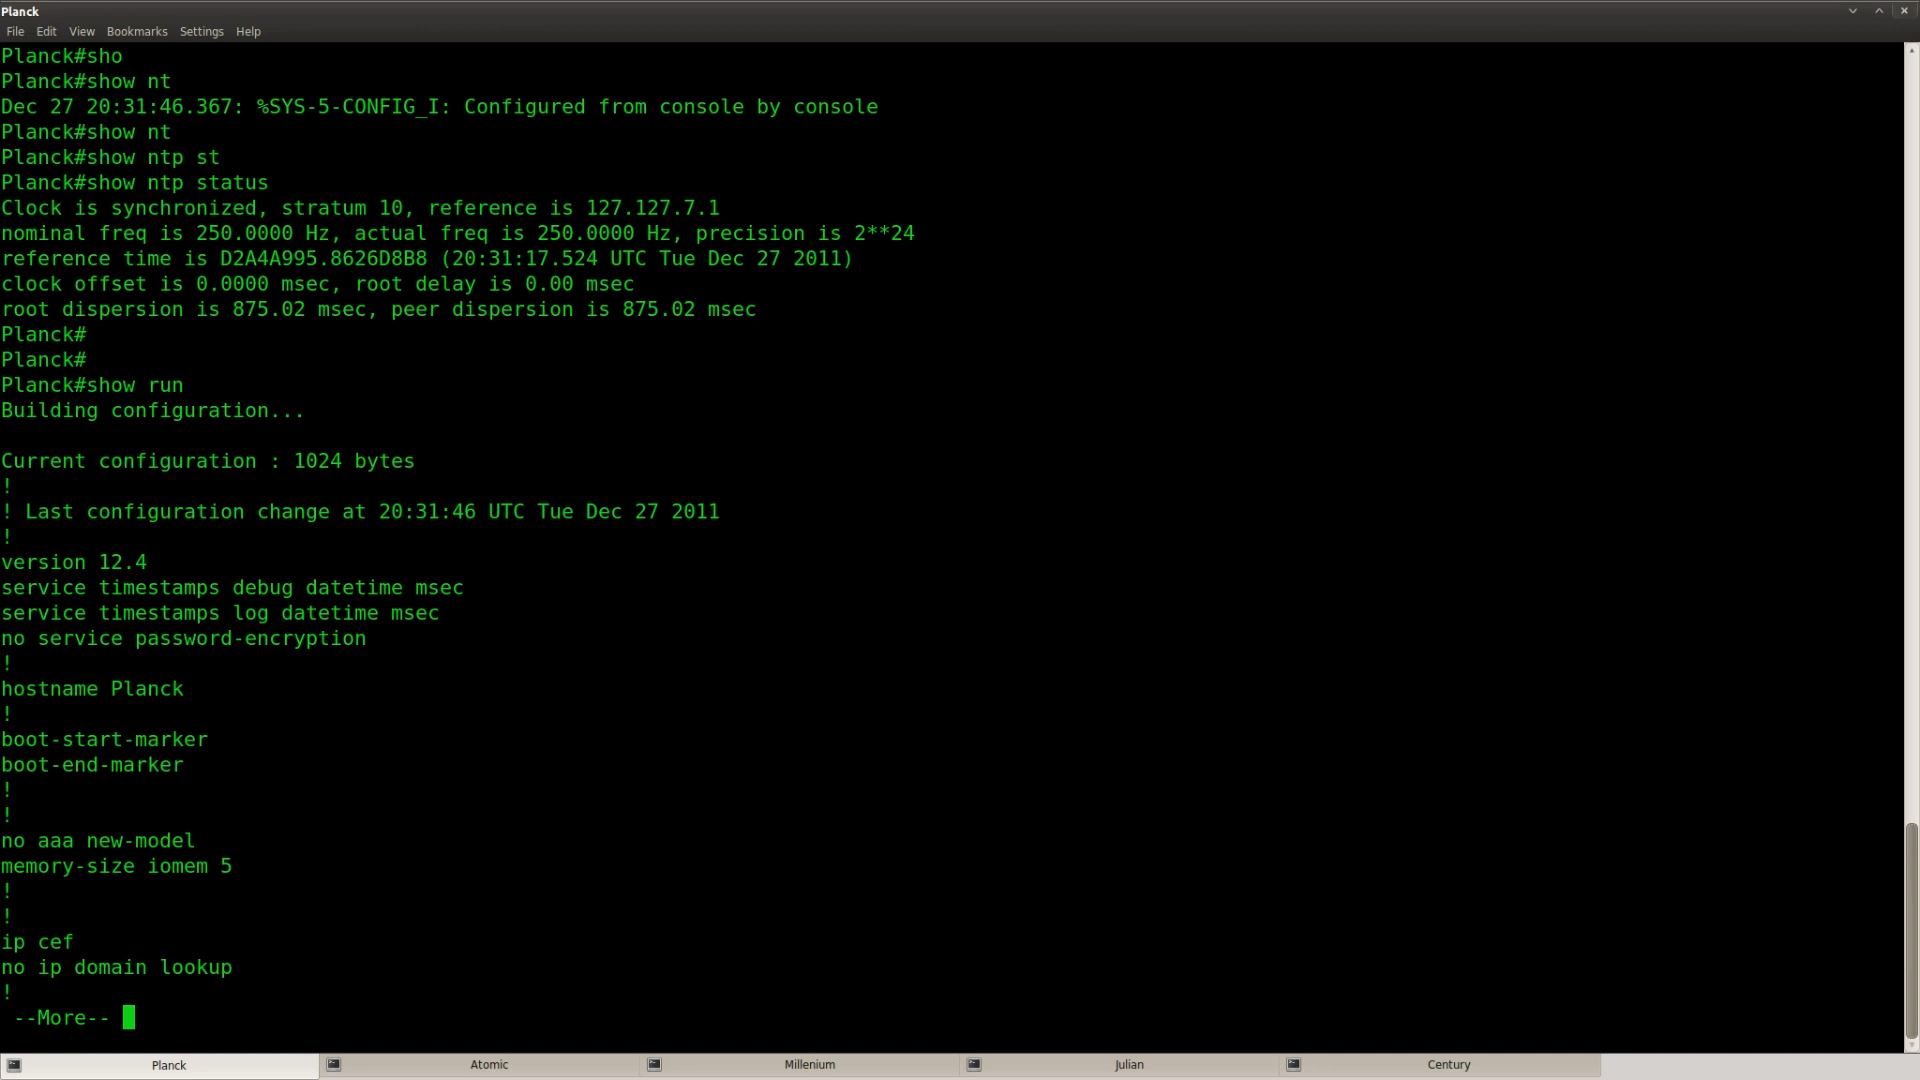 Planck
File Edit View Bookmarks Settings Help
Planck#sho
Planck#show nt
Dec 27 20:31:46.367: %SYS-5-CONFIG_I: Configured from console by console
Planck#show nt
Planck#show ntp st
Planck#show ntp status
Clock is synchronized, stratum 10, reference is 127.127.7.1
nominal freq is 250.0000 Hz, actual freq is 250.0000 Hz, precision is 2**24
reference time is D2A4A995.8626D8B8 (20:31:17.524 UTC Tue Dec 27 2011)
clock offset is 0.0000 msec, root delay is 0.00 msec
root dispersion is 875.02 msec, peer dispersion is 875.02 msec
Planck#
Planck#
Planck#show run
Building configuration...
Current configuration : 1024 bytes
!
! Last configuration change at 20:31:46 UTC Tue Dec 27 2011
!
version 12.4
service timestamps debug datetime msec
service timestamps log datetime msec
no service password-encryption
!
hostname Planck
!
boot-start-marker
boot-end-marker
!
!
no aaa new-model
memory-size iomem 5
!
!
ip cef
no ip domain lookup
!
--More--
Planck Atomic Millenium Julian Century